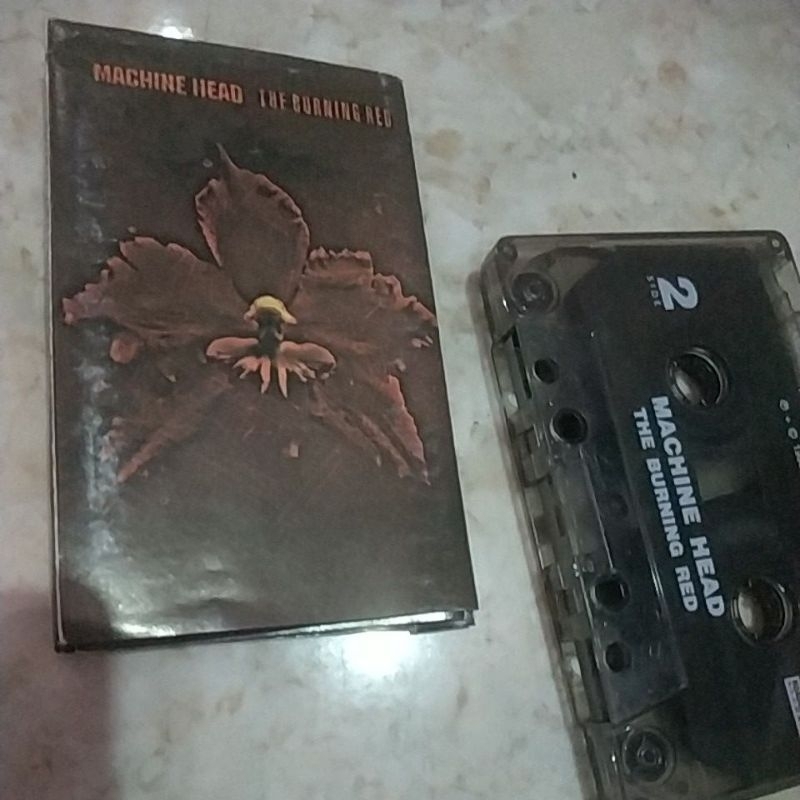 MACHINE HEAD THE BURNING RED
SIDE 2
MACHINE HEAD
THE BURNING RED